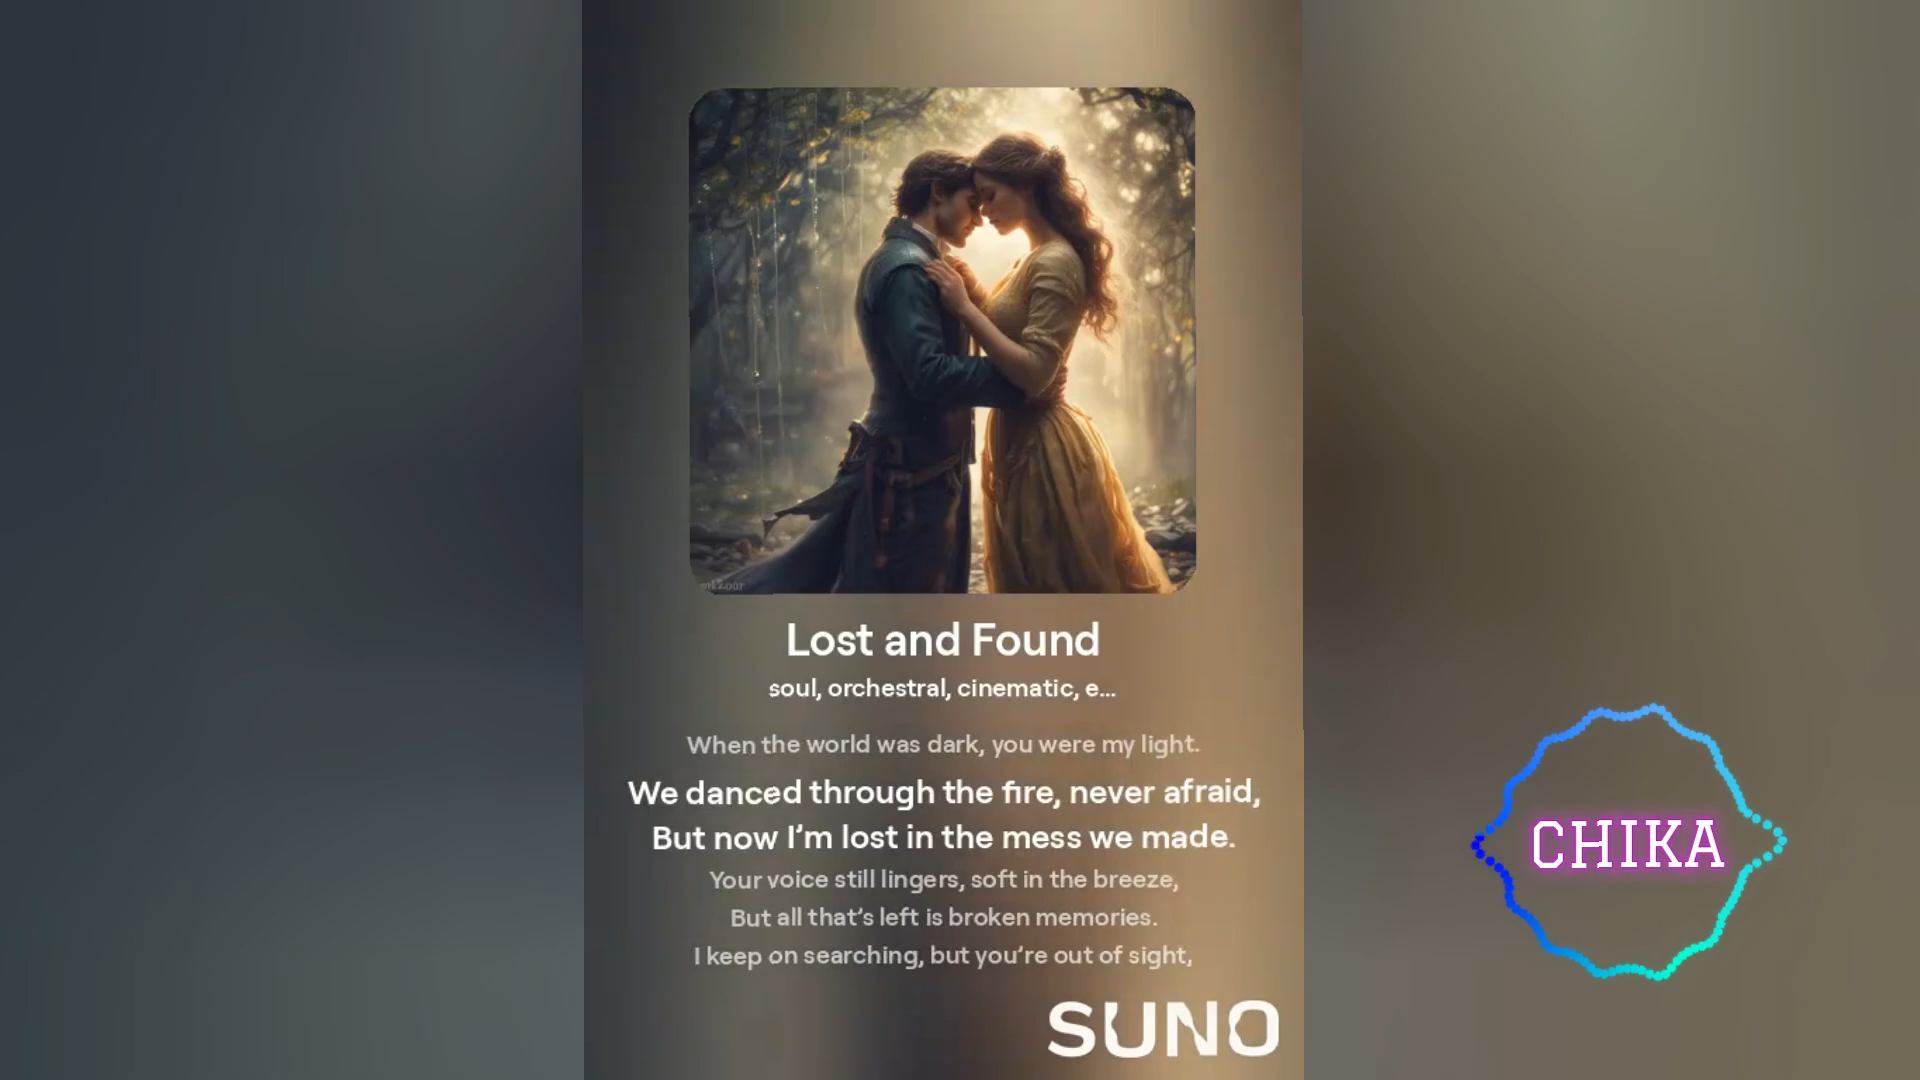 Lost and Found
soul, orchestral, cinematic, e...
When the world was dark, you were my light.
We danced through the fire, never afraid,
But now I’m lost in the mess we made.
Your voice still lingers, soft in the breeze,
But all that’s left is broken memories.
I keep on searching, but you’re out of sight,
SUNO
CHIKA